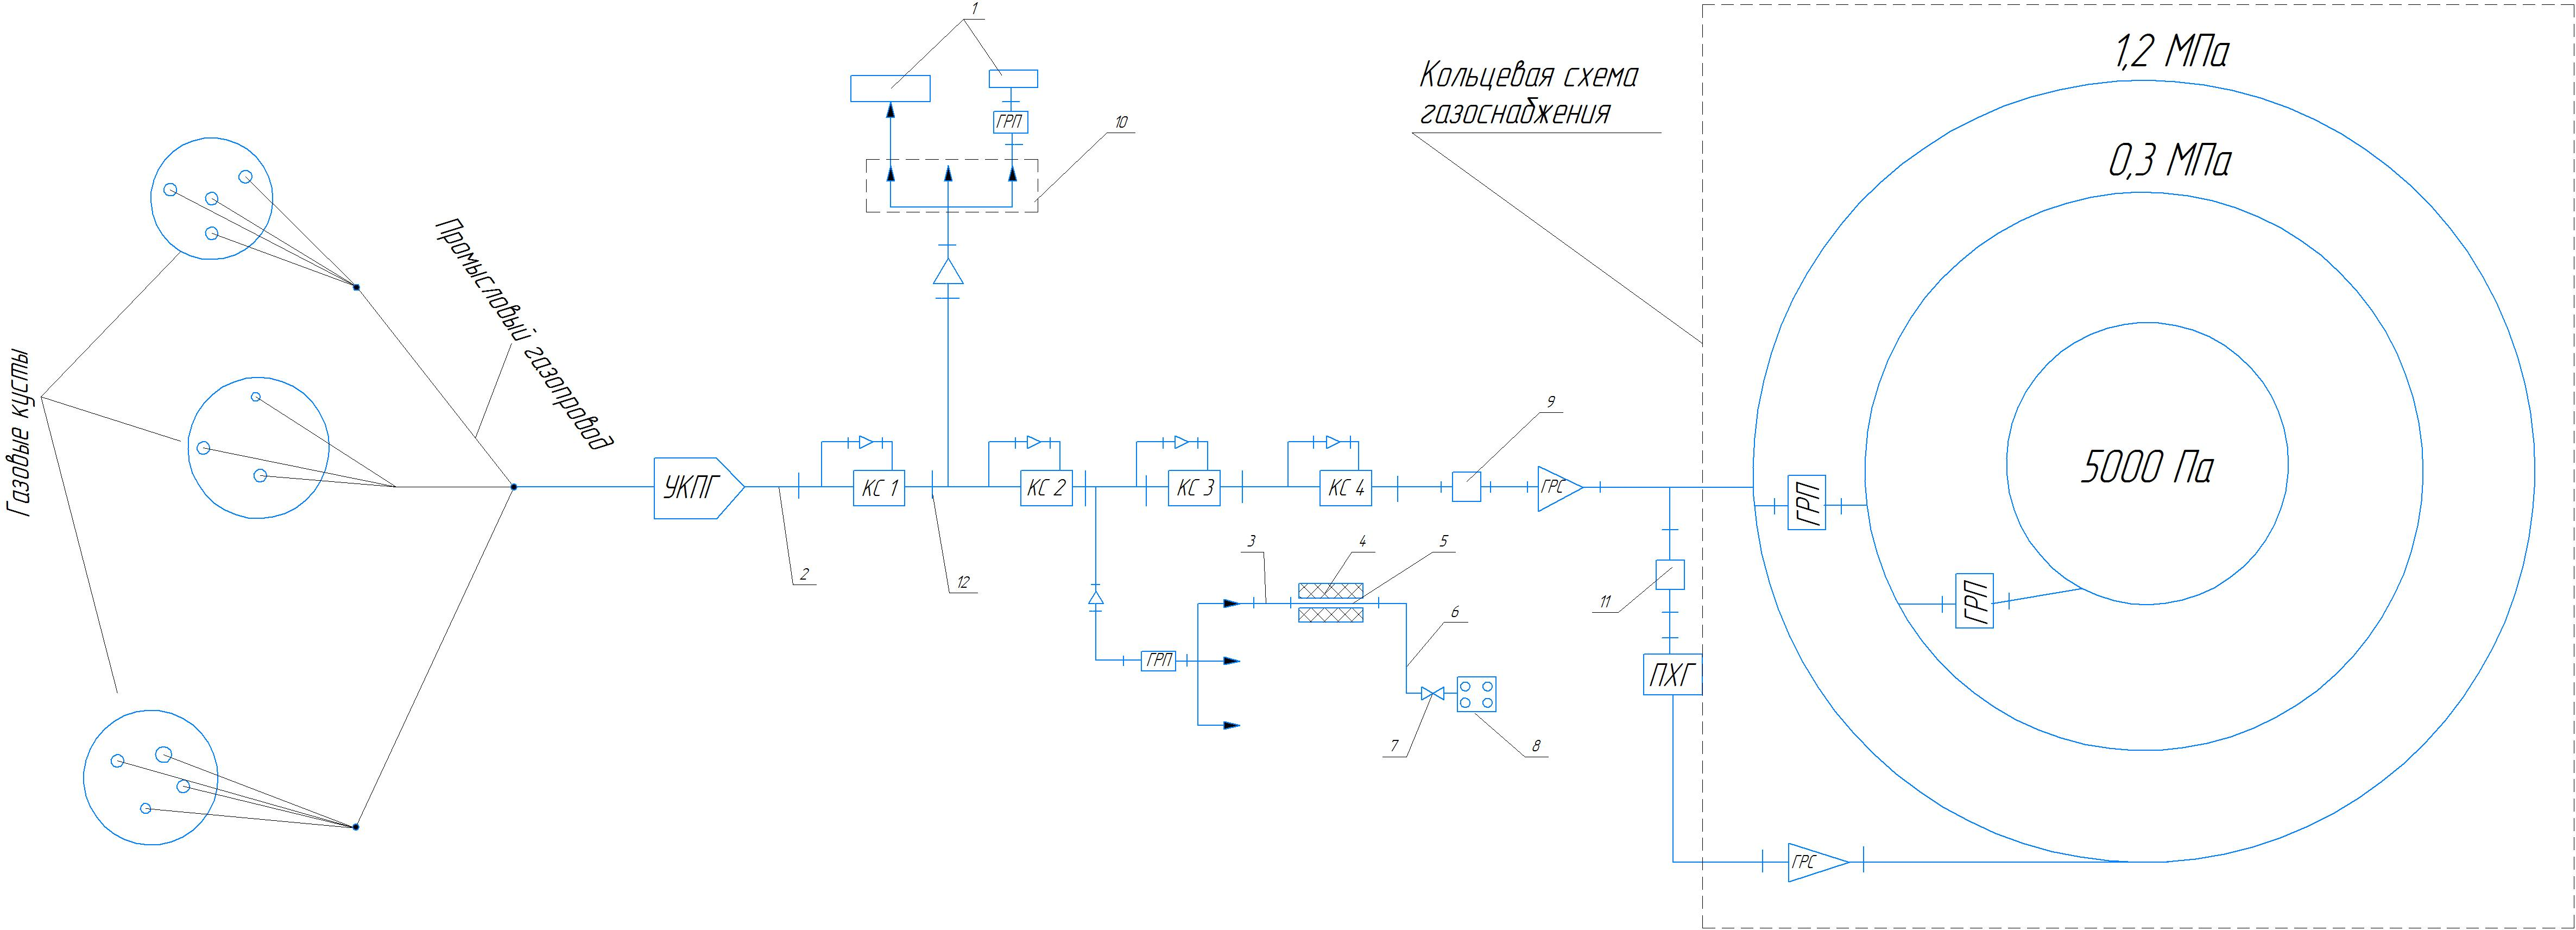 1
1,2 МПа
Кольцевая схема
газоснабжения
ГРП
10
0,3 МПа
Промысловый газопровод
Газовые кусты
9
5000 Па
УКПГ
КС 1
КС 2
КС 3
КС 4
ГРС
ГРП
2
12
3
4
5
11
ГРП
6
ГРП
ПХГ
7
8
ГРС